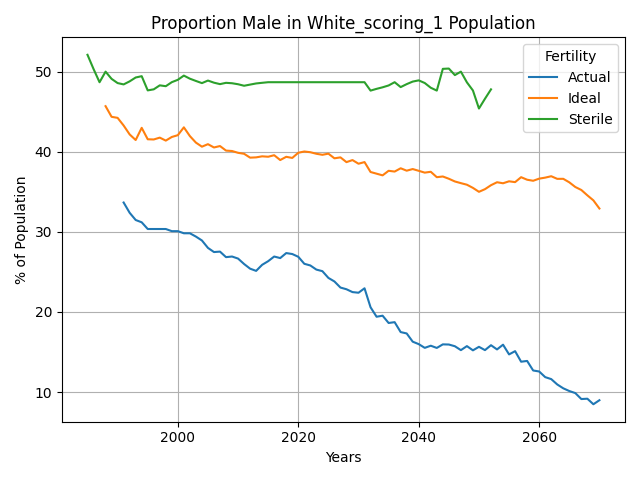 Proportion Male in White_scoring_1 Population
Fertility
Actual
Ideal
Sterile
% of Population
50
40
30
20
10
2000
2020
2040
2060
Years